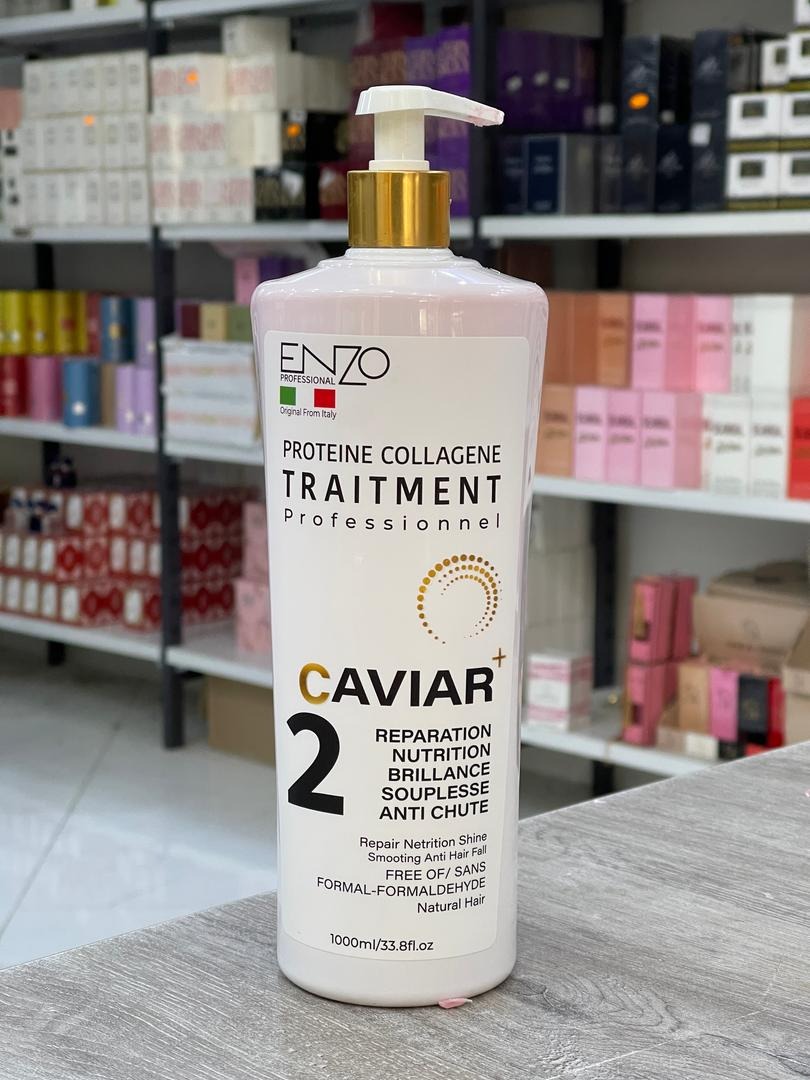 ENZO
PROFESSIONAL
Original From Italy
PROTEINE COLLAGENE
TRAITMENT
Professionnel
CAVIAR+
2
REPARATION
NUTRITION
BRILLANCE
SOUPLESSE
ANTI CHUTE
Repair Netrition Shine
Smooting Anti Hair Fall
FREE OF/ SANS
FORMAL-FORMALDEHYDE
Natural Hair
1000ml/33.8fl.oz